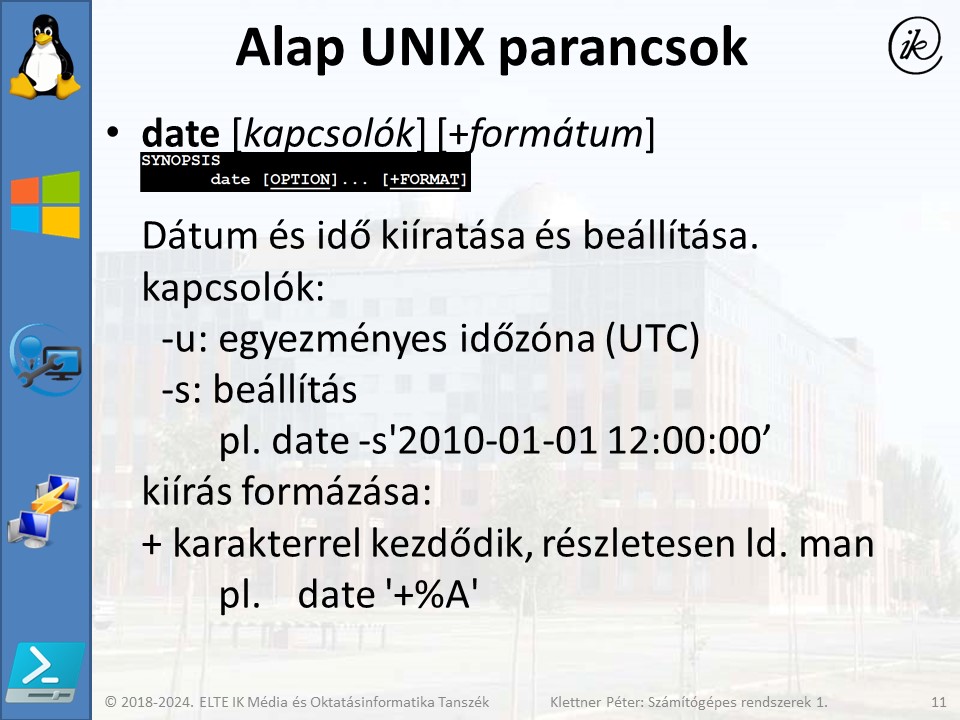 Alap UNIX parancsok
ik
• date [kapcsolók] [+formátum]
SYNOPSIS
date [OPTION]... [+FORMAT]
Dátum és idő kiíratása és beállítása.
kapcsolók:
-u: egyezményes időzóna (UTC)
-s: beállítás
pl. date -s'2010-01-01 12:00:00’
kiírás formázása:
+ karakterrel kezdődik, részletesen ld. man
pl. date '+%A'
© 2018-2024. ELTE IK Média és Oktatásinformatika Tanszék Klettner Péter: Számítógépes rendszerek 1. 11